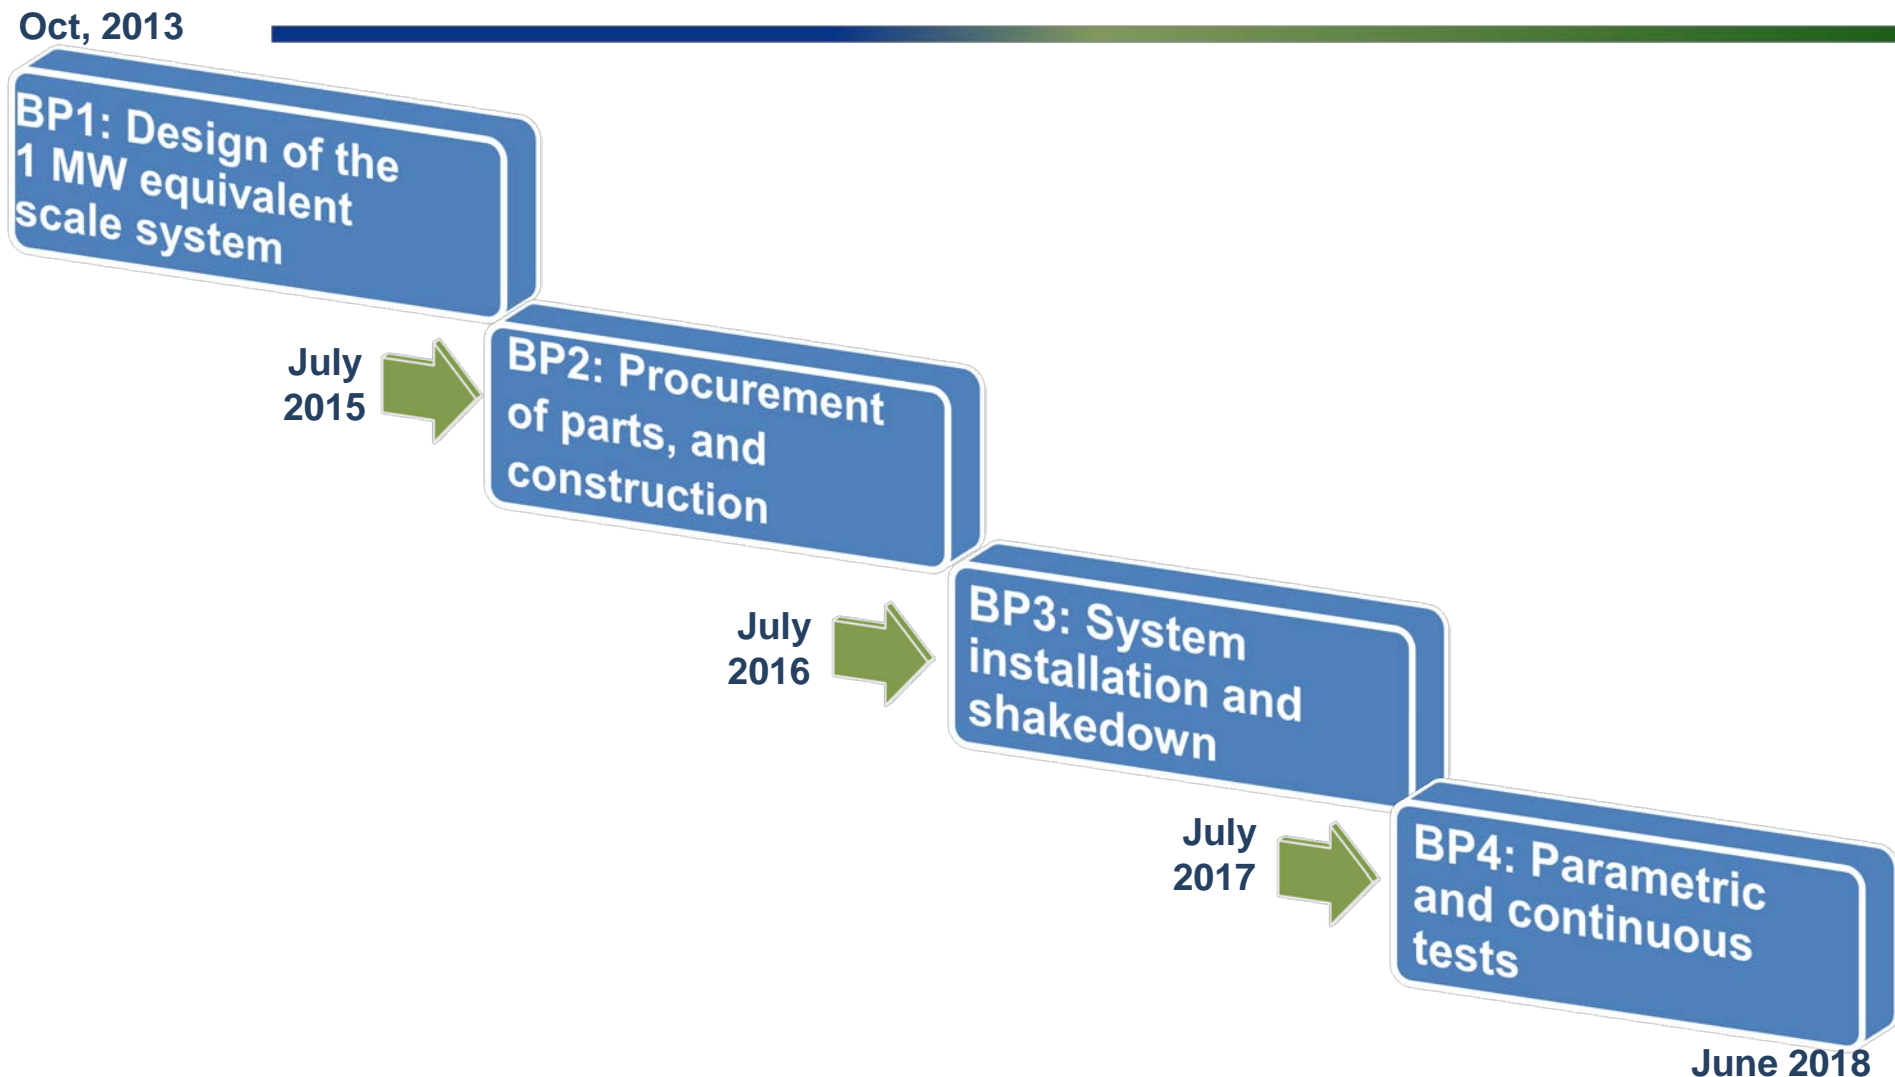 Oct, 2013
BP1: Design of the
1 MW equivalent
scale system
July
2015
BP2: Procurement
of parts, and
construction
July
2016
BP3: System
installation and
shakedown
July
2017
BP4: Parametric
and continuous
tests
June 2018